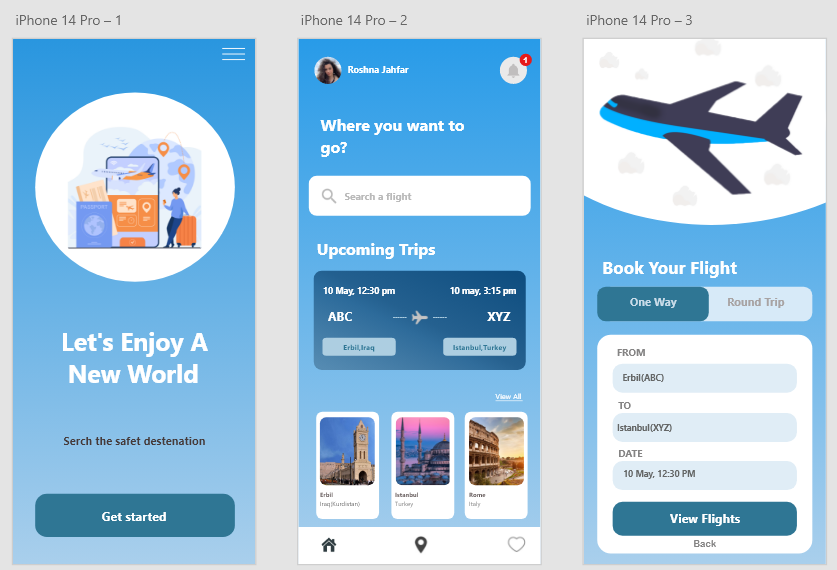 iPhone 14 Pro – 1
PASSPORT
Let's Enjoy A
New World
Serch the safet destenation
Get started
iPhone 14 Pro – 2
Roshna Jahfar
1
Where you want to
go?
Search a flight
Upcoming Trips
10 May, 12:30 pm
10 may, 3:15 pm
ABC
XYZ
Erbil,Iraq
Istanbul,Turkey
View All
Erbil
Iraq(Kurdistan)
Istanbul
Turkey
Rome
Italy
iPhone 14 Pro – 3
Book Your Flight
One Way
Round Trip
FROM
Erbil(ABC)
TO
Istanbul(XYZ)
DATE
10 May, 12:30 PM
View Flights
Back